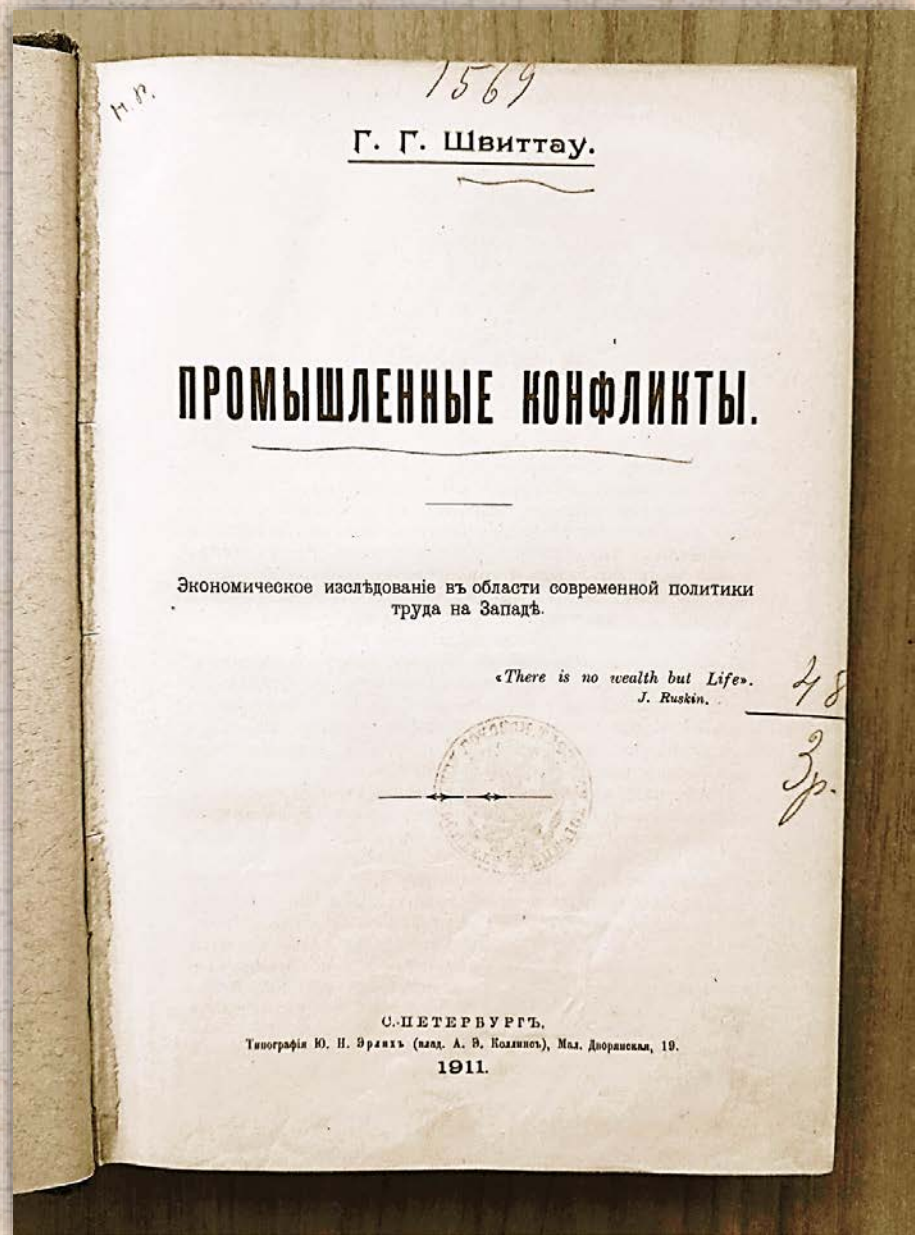 1569
Г. Г. Швиттау.
ПРОМЫШЛЕННЫЕ КОНФЛИКТЫ.
Экономическое изслѣдованіе въ области современной политики
труда на Западѣ.
«There is no wealth but Life».
J. Ruskin.
48
3р.
С.-ПЕТЕРБУРГЪ.
Типографія Ю. Н. Эрлихъ (влад. А. Э. Коллинсъ), Мал. Дворянская, 19.
1911.